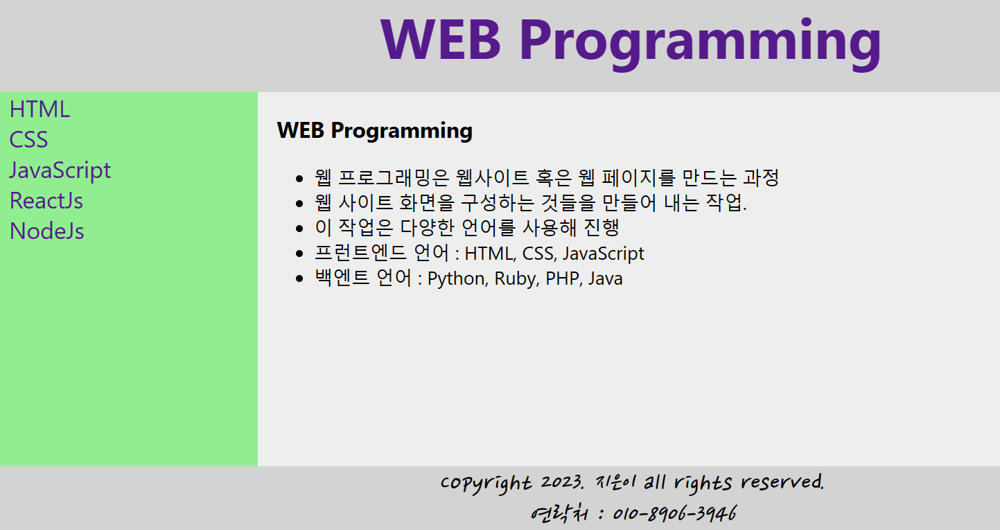 WEB Programming
HTML
CSS
JavaScript
ReactJs
NodeJs
WEB Programming
웹 프로그래밍은 웹사이트 혹은 웹 페이지를 만드는 과정
웹 사이트 화면을 구성하는 것들을 만들어 내는 작업.
이 작업은 다양한 언어를 사용해 진행
프런트엔드 언어 : HTML, CSS, JavaScript
백엔트 언어 : Python, Ruby, PHP, Java
copyright 2023. 지은이 all rights reserved.
연락처 : 010-8906-3946